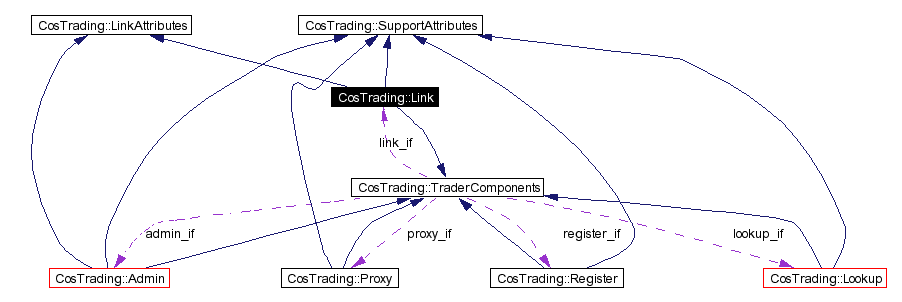 CosTrading::LinkAttributes
CosTrading::SupportAttributes
CosTrading::Link
link_if
CosTrading::TraderComponents
admin_if
proxy_if
register_if
lookup_if
CosTrading::Admin
CosTrading::Proxy
CosTrading::Register
CosTrading::Lookup